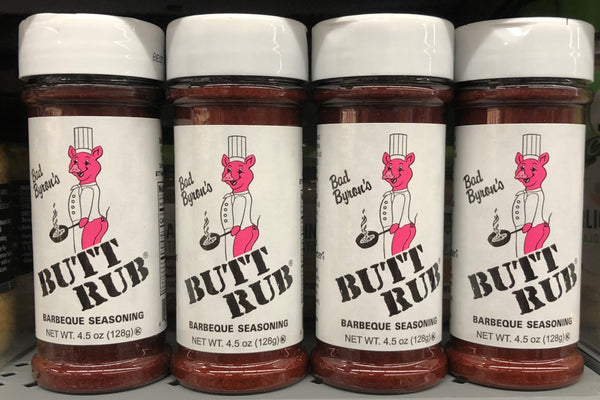 Bad
Byron's
BUTT
RUB®
BARBEQUE SEASONING
NET WT. 4.5 oz (128g) K
Bad
Byron's
BUTT
RUB®
BARBEQUE SEASONING
NET WT. 4.5 oz (128g) K
Bad
Byron's
BUTT
RUB®
BARBEQUE SEASONING
NET WT. 4.5 oz (128g) K
Bad
Byron's
BUTT
RUB®
BARBEQUE SEASONING
NET WT. 4.5 oz (128g) K